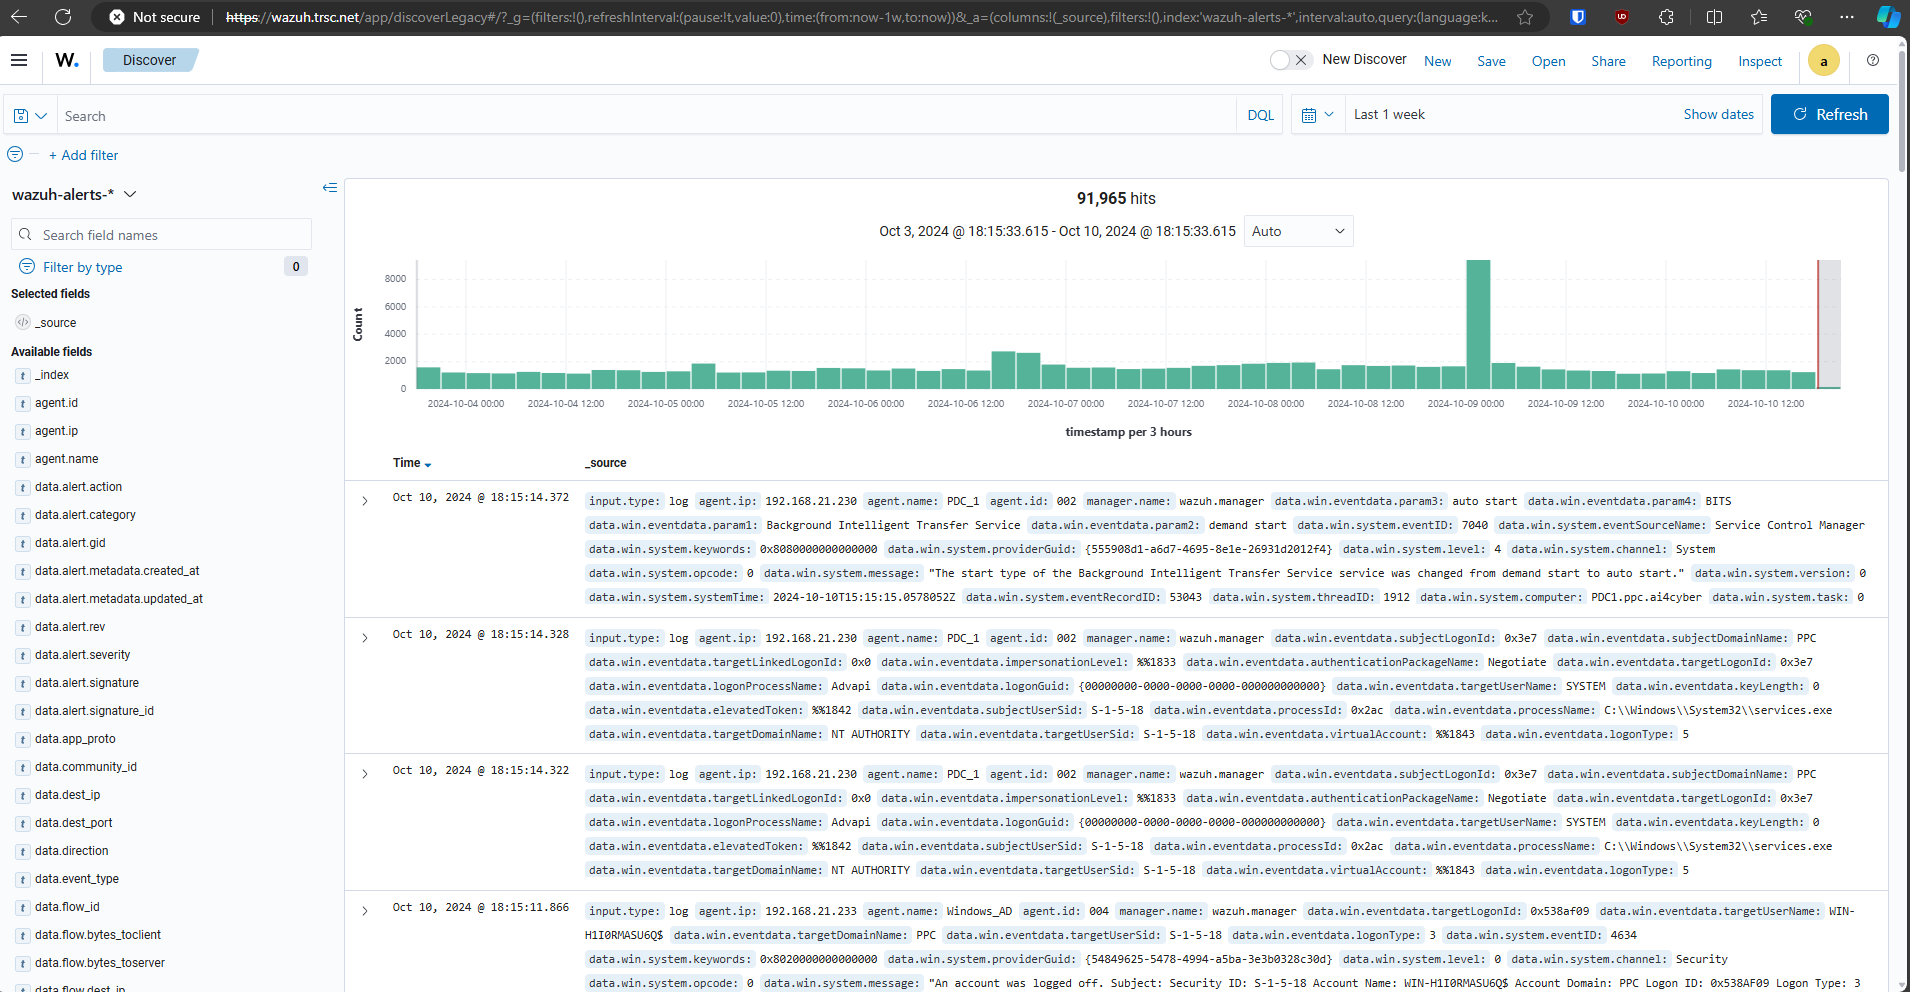 Not secure
https://wazuh.trsc.net/app/discoverLegacy#/?_g=(filters:!(),refreshInterval:(pause:!t,value:0),time:(from:now-1w,to:now))&_a=(columns:!(_source),filters:!(),index:'wazuh-alerts-*',interval:auto,query:(language:k...
W.
Discover
New Discover
New
Save
Open
Share
Reporting
Inspect
a
Search
DQL
Last 1 week
Show dates
Refresh
+ Add filter
wazuh-alerts-*
Search field names
Filter by type
0
Selected fields
_source
Available fields
t _index
t agent.id
t agent.ip
t agent.name
t data.alert.action
t data.alert.category
t data.alert.gid
t data.alert.metadata.created_at
t data.alert.metadata.updated_at
t data.alert.rev
t data.alert.severity
t data.alert.signature
t data.alert.signature_id
t data.app_proto
t data.community_id
t data.dest_ip
t data.dest_port
t data.direction
t data.event_type
t data.flow_id
t data.flow.bytes_toclient
t data.flow.bytes_toserver
data.flow.dest_ip
91,965 hits
Oct 3, 2024 @ 18:15:33.615 - Oct 10, 2024 @ 18:15:33.615
Auto
Count
8000
6000
4000
2000
0
2024-10-04 00:00
2024-10-04 12:00
2024-10-05 00:00
2024-10-05 12:00
2024-10-06 00:00
2024-10-06 12:00
2024-10-07 00:00
2024-10-07 12:00
2024-10-08 00:00
2024-10-08 12:00
2024-10-09 00:00
2024-10-09 12:00
2024-10-10 00:00
2024-10-10 12:00
timestamp per 3 hours
Time
_source
Oct 10, 2024 @ 18:15:14.372
input.type: log agent.ip: 192.168.21.230 agent.name: PDC_1 agent.id: 002 manager.name: wazuh.manager data.win.eventdata.param3: auto start data.win.eventdata.param4: BITS
data.win.eventdata.param1: Background Intelligent Transfer Service data.win.eventdata.param2: demand start data.win.system.eventID: 7040 data.win.system.eventSourceName: Service Control Manager
data.win.system.keywords: 0x8080000000000000 data.win.system.providerGuid: {555908d1-a6d7-4695-8e1e-26931d2012f4} data.win.system.level: 4 data.win.system.channel: System
data.win.system.opcode: 0 data.win.system.message: "The start type of the Background Intelligent Transfer Service service was changed from demand start to auto start." data.win.system.version: 0
data.win.system.systemTime: 2024-10-10T15:15:15.0578052Z data.win.system.eventRecordID: 53043 data.win.system.threadID: 1912 data.win.system.computer: PDC1.ppc.ai4cyber data.win.system.task: 0
Oct 10, 2024 @ 18:15:14.328
input.type: log agent.ip: 192.168.21.230 agent.name: PDC_1 agent.id: 002 manager.name: wazuh.manager data.win.eventdata.subjectLogonId: 0x3e7 data.win.eventdata.subjectDomainName: PPC
data.win.eventdata.targetLinkedLogonId: 0x0 data.win.eventdata.impersonationLevel: %%1833 data.win.eventdata.authenticationPackageName: Negotiate data.win.eventdata.targetLogonId: 0x3e7
data.win.eventdata.logonProcessName: Advapi data.win.eventdata.logonGuid: {00000000-0000-0000-0000-000000000000} data.win.eventdata.targetUserName: SYSTEM data.win.eventdata.keyLength: 0
data.win.eventdata.elevatedToken: %%1842 data.win.eventdata.subjectUserSid: S-1-5-18 data.win.eventdata.processId: 0x2ac data.win.eventdata.processName: C:\\Windows\\System32\\services.exe
data.win.eventdata.targetDomainName: NT AUTHORITY data.win.eventdata.targetUserSid: S-1-5-18 data.win.eventdata.virtualAccount: %%1843 data.win.eventdata.logonType: 5
Oct 10, 2024 @ 18:15:14.322
input.type: log agent.ip: 192.168.21.230 agent.name: PDC_1 agent.id: 002 manager.name: wazuh.manager data.win.eventdata.subjectLogonId: 0x3e7 data.win.eventdata.subjectDomainName: PPC
data.win.eventdata.targetLinkedLogonId: 0x0 data.win.eventdata.impersonationLevel: %%1833 data.win.eventdata.authenticationPackageName: Negotiate data.win.eventdata.targetLogonId: 0x3e7
data.win.eventdata.logonProcessName: Advapi data.win.eventdata.logonGuid: {00000000-0000-0000-0000-000000000000} data.win.eventdata.targetUserName: SYSTEM data.win.eventdata.keyLength: 0
data.win.eventdata.elevatedToken: %%1842 data.win.eventdata.subjectUserSid: S-1-5-18 data.win.eventdata.processId: 0x2ac data.win.eventdata.processName: C:\\Windows\\System32\\services.exe
data.win.eventdata.targetDomainName: NT AUTHORITY data.win.eventdata.targetUserSid: S-1-5-18 data.win.eventdata.virtualAccount: %%1843 data.win.eventdata.logonType: 5
Oct 10, 2024 @ 18:15:11.866
input.type: log agent.ip: 192.168.21.233 agent.name: Windows_AD agent.id: 004 manager.name: wazuh.manager data.win.eventdata.targetLogonId: 0x538af09 data.win.eventdata.targetUserName: WIN-
H1I0RMASU6Q$ data.win.eventdata.targetDomainName: PPC data.win.eventdata.targetUserSid: S-1-5-18 data.win.eventdata.logonType: 3 data.win.system.eventID: 4634
data.win.system.keywords: 0x8020000000000000 data.win.system.providerGuid: {54849625-5478-4994-a5ba-3e3b0328c30d} data.win.system.level: 0 data.win.system.channel: Security
data.win.system.opcode: 0 data.win.system.message: "An account was logged off. Subject: Security ID: S-1-5-18 Account Name: WIN-H1I0RMASU6Q$ Account Domain: PPC Logon ID: 0x538AF09 Logon Type: 3